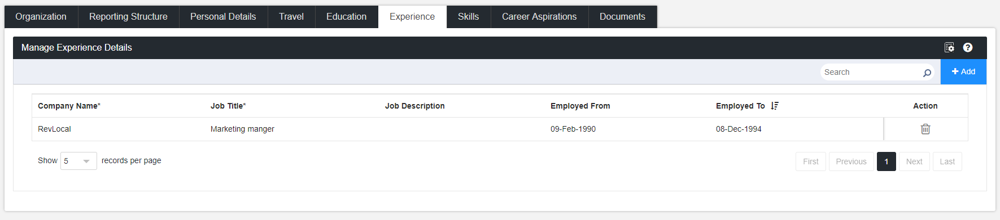 Organization Reporting Structure Personal Details Travel Education Experience Skills Career Aspirations Documents
Manage Experience Details
Search + Add
Company Name* Job Title* Job Description Employed From Employed To Action
RevLocal Marketing manger 09-Feb-1990 08-Dec-1994
Show 5 records per page First Previous 1 Next Last